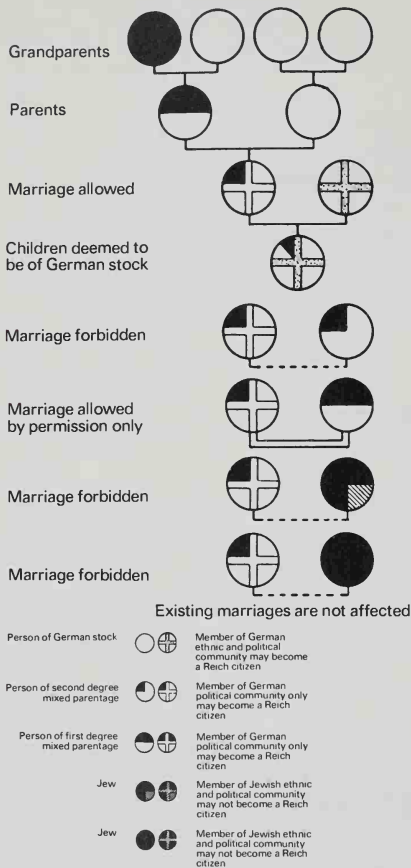 Grandparents
Parents
Marriage allowed
Children deemed to
be of German stock
Marriage forbidden
Marriage allowed
by permission only
Marriage forbidden
Marriage forbidden
Existing marriages are not affected
Person of German stock
Member of German
ethnic and political
community may become
a Reich citizen
Person of second degree
mixed parentage
Member of German
political community only
may become a Reich
citizen
Person of first degree
mixed parentage
Member of German
political community only
may become a Reich
citizen
Jew
Member of Jewish ethnic
and political community
may not become a Reich
citizen
Jew
Member of Jewish ethnic
and political community
may not become a Reich
citizen